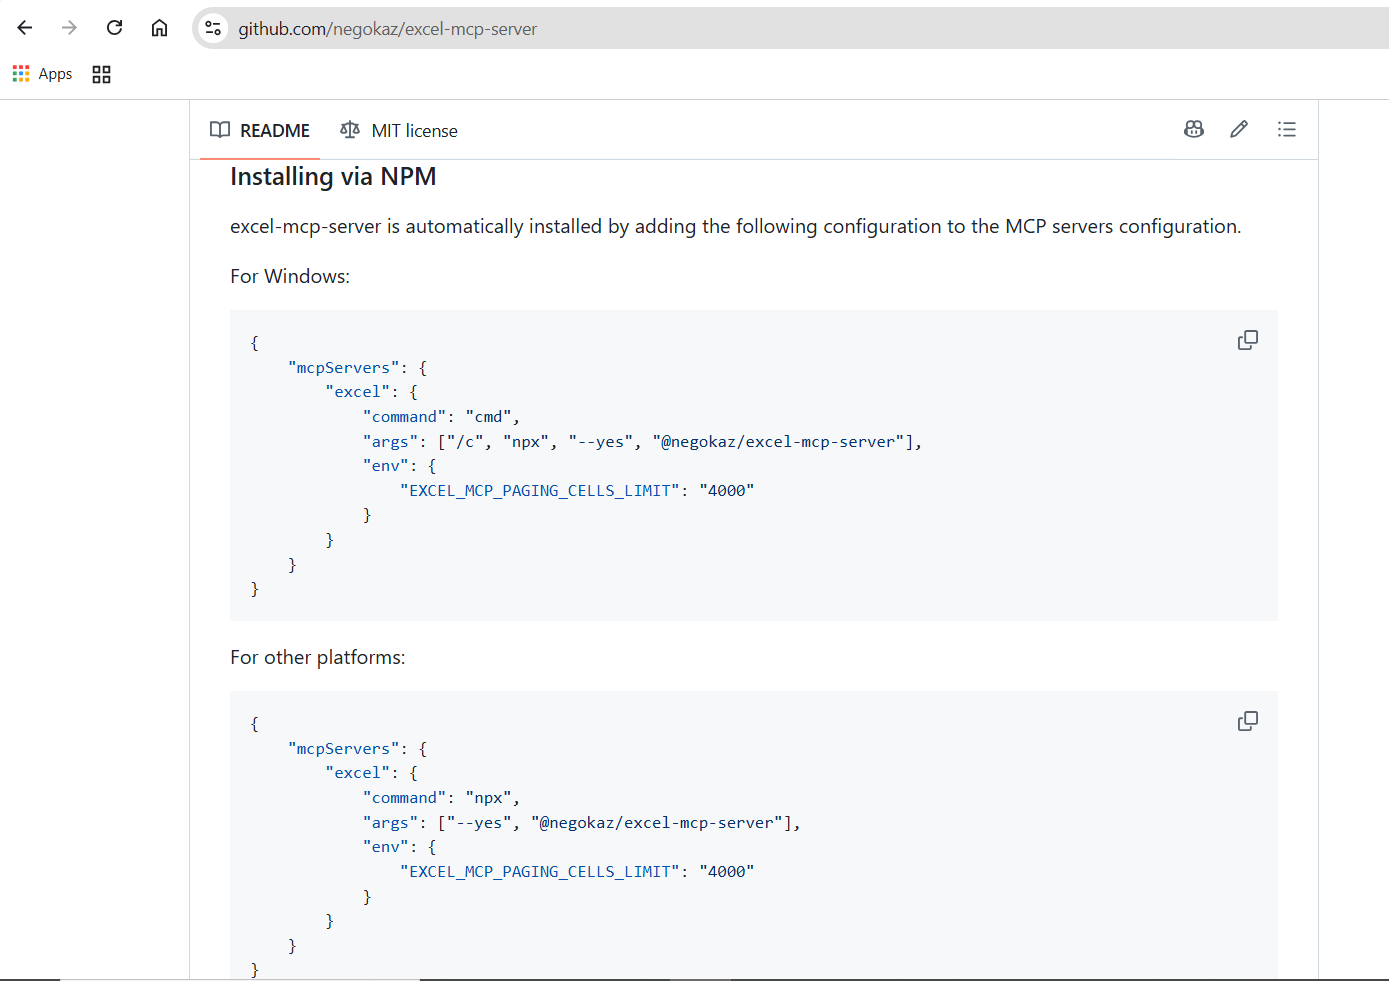 github.com/negokaz/excel-mcp-server
Apps
README
MIT license
Installing via NPM
excel-mcp-server is automatically installed by adding the following configuration to the MCP servers configuration.
For Windows:
{
    "mcpServers": {
        "excel": {
            "command": "cmd",
            "args": ["/c", "npx", "--yes", "@negokaz/excel-mcp-server"],
            "env": {
                "EXCEL_MCP_PAGING_CELLS_LIMIT": "4000"
            }
        }
    }
}
For other platforms:
{
    "mcpServers": {
        "excel": {
            "command": "npx",
            "args": ["--yes", "@negokaz/excel-mcp-server"],
            "env": {
                "EXCEL_MCP_PAGING_CELLS_LIMIT": "4000"
            }
        }
    }
}